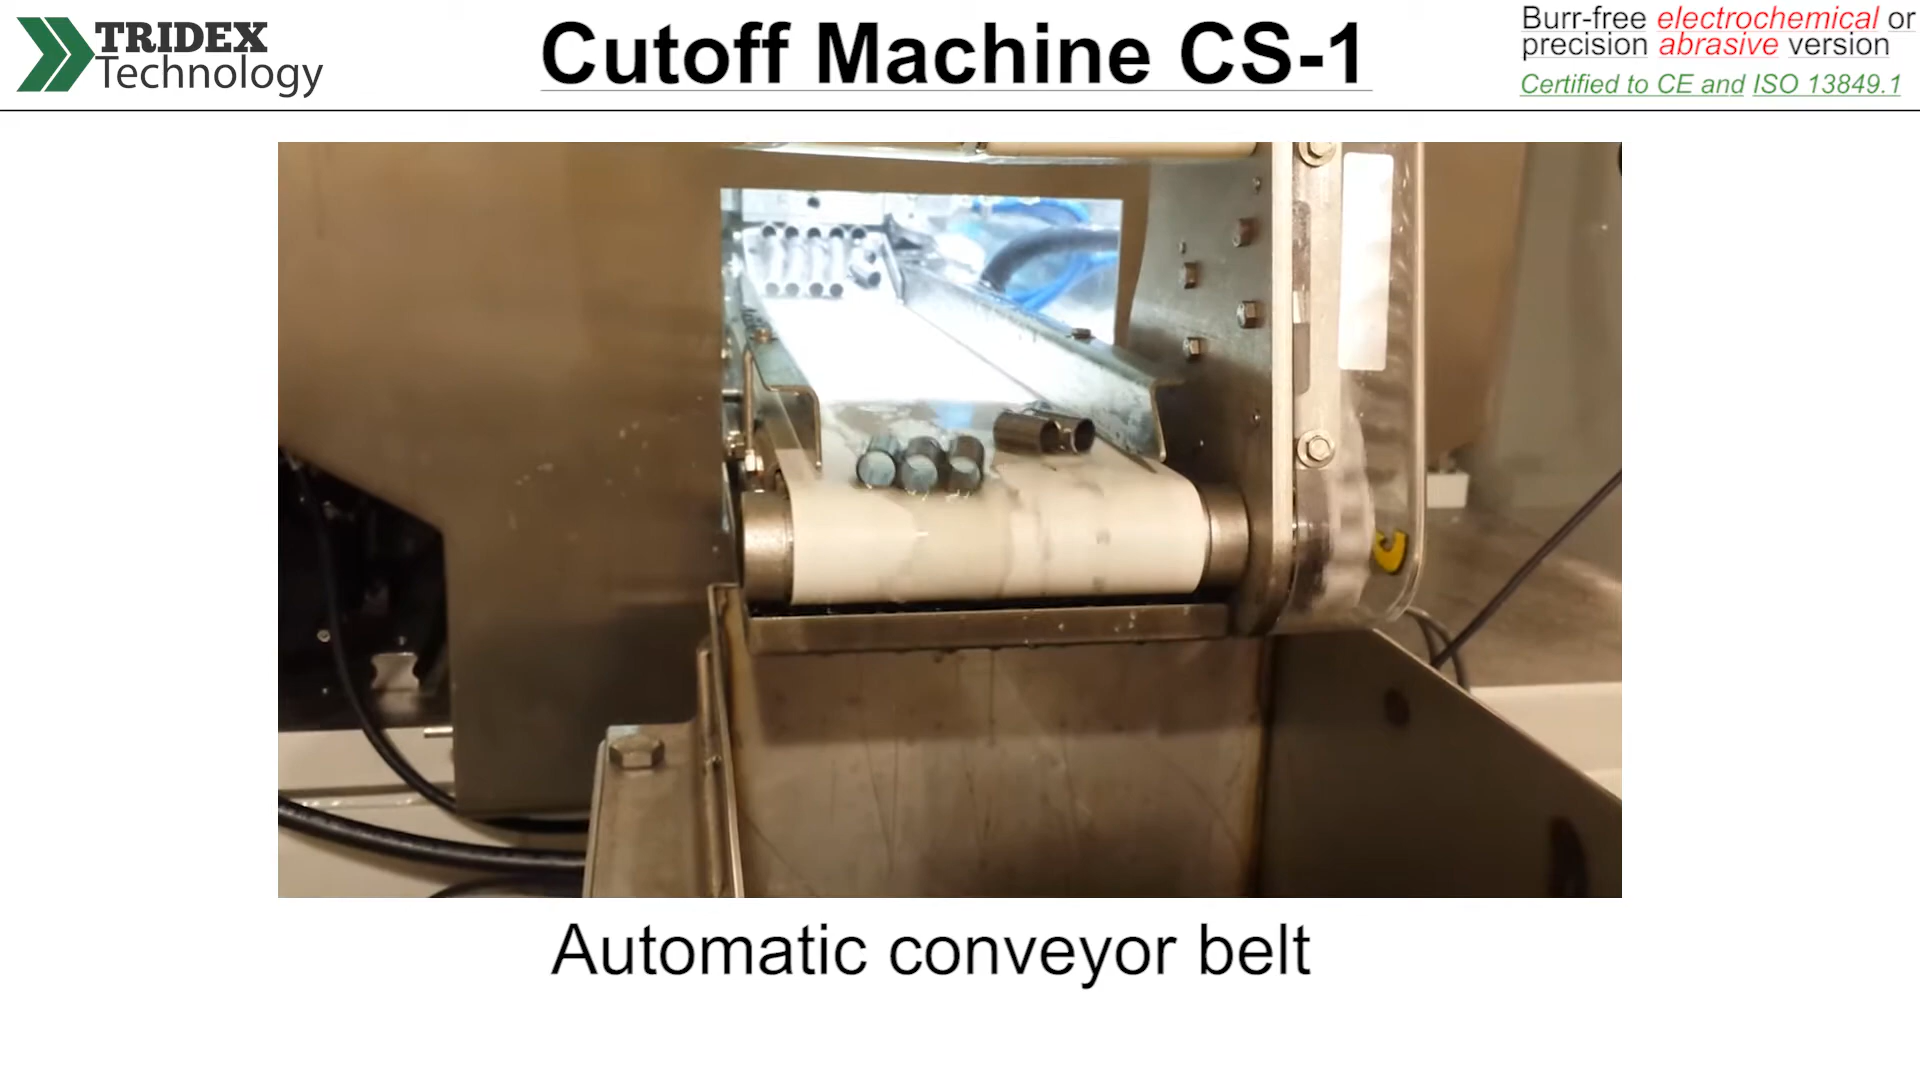 TRIDEX
Technology
Cutoff Machine CS-1
Burr-free electrochemical or
precision abrasive version
Certified to CE and ISO 13849.1
Automatic conveyor belt